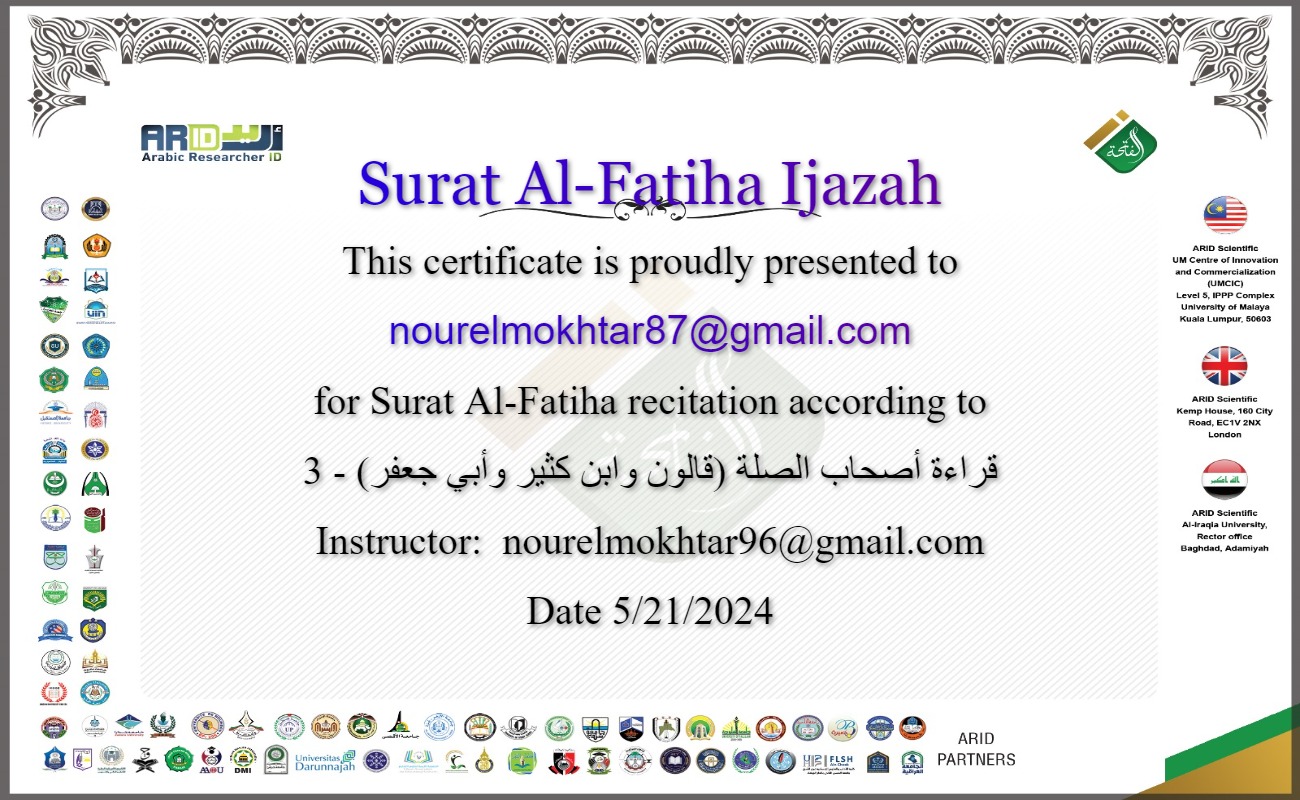 ARID أريد
Arabic Researcher ID
الفاتحة
Surat Al-Fatiha Ijazah
This certificate is proudly presented to
nourelmokhtar87@gmail.com
for Surat Al-Fatiha recitation according to
قراءة أصحاب الصلة (قالون وابن كثير وأبي جعفر) - 3
Instructor: nourelmokhtar96@gmail.com
Date 5/21/2024
ARID Scientific
UM Centre of Innovation
and Commercialization
(UMCIC)
Level 5, IPPP Complex
University of Malaya
Kuala Lumpur, 50603
ARID Scientific
Kemp House, 160 City
Road, EC1V 2NX
London
ARID Scientific
Al-Iraqia University,
Rector office
Baghdad, Adamiyah
uin
UP
AAOU
DMI
Universitas
Darunnajah
FLSH
ARID
PARTNERS